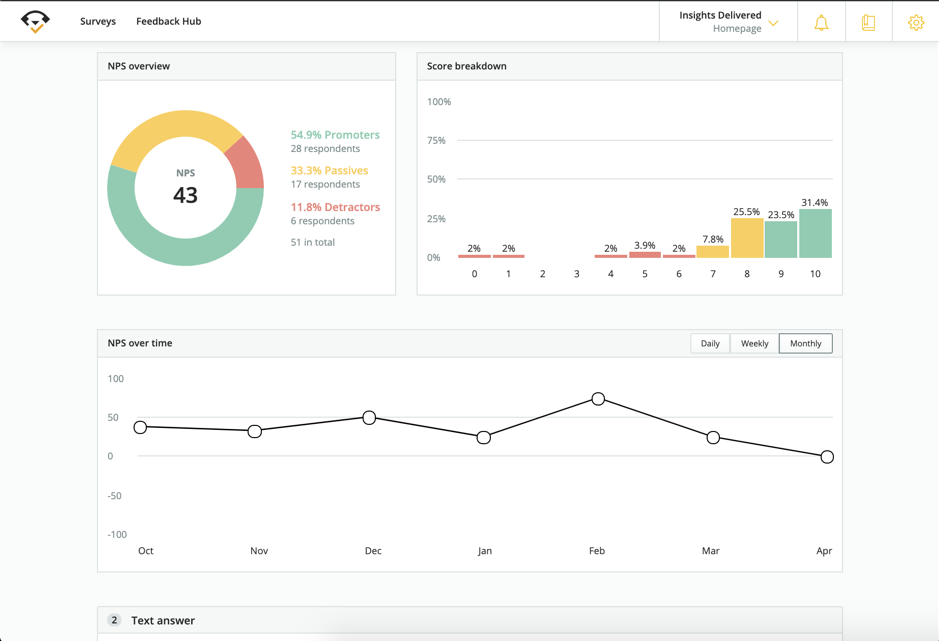 Surveys Feedback Hub Insights Delivered
Homepage
NPS overview
NPS
43
54.9% Promoters
28 respondents
33.3% Passives
17 respondents
11.8% Detractors
6 respondents
51 in total
Score breakdown
100%
75%
50%
25%
0%
2% 2% 2% 3.9% 2% 7.8% 25.5% 23.5% 31.4%
0 1 2 3 4 5 6 7 8 9 10
NPS over time Daily Weekly Monthly
100
50
0
-50
-100
Oct Nov Dec Jan Feb Mar Apr
2 Text answer